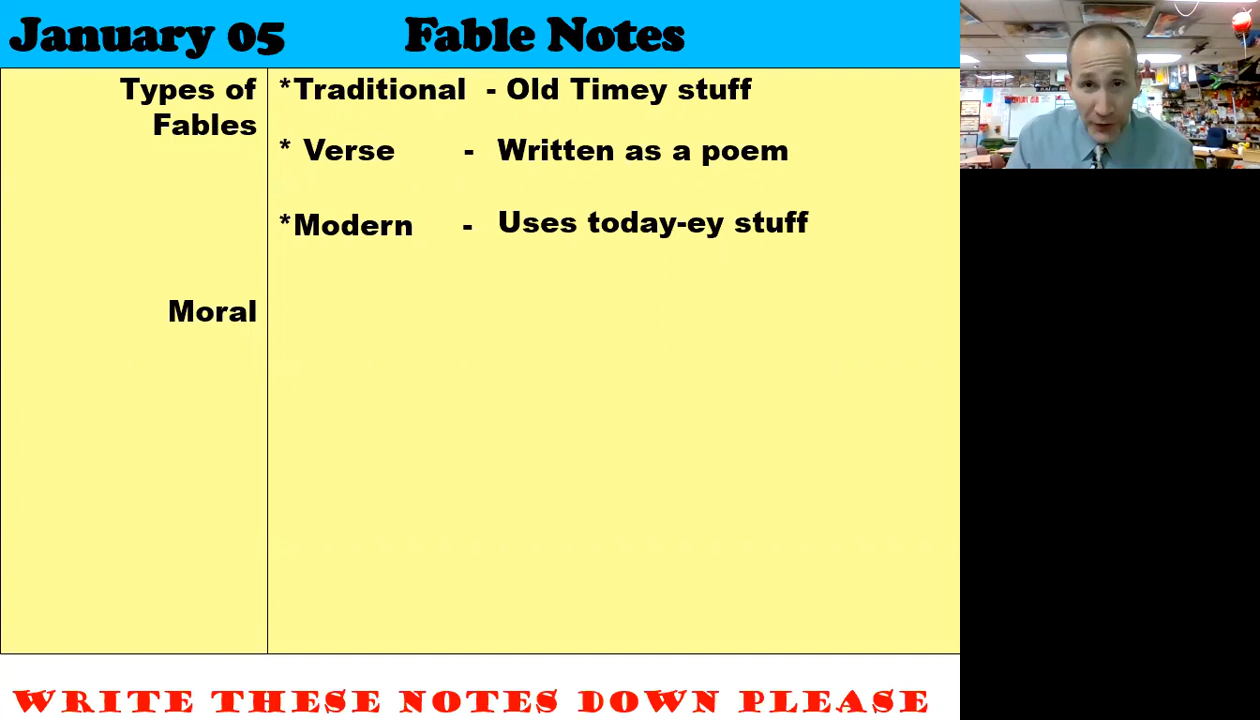 January 05 Fable Notes
Types of *Traditional - Old Timey stuff
Fables
* Verse - Written as a poem
*Modern - Uses today-ey stuff
Moral
WRITE THESE NOTES DOWN PLEASE